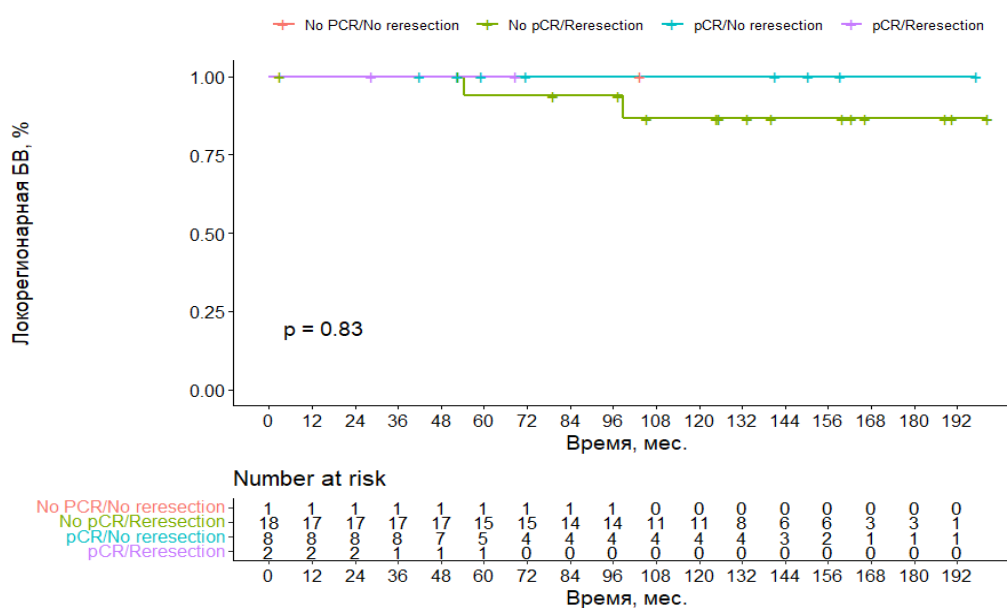 No PCR/No reresection No pCR/Reresection pCR/No reresection pCR/Reresection
Локорегионарная БВ, %
1.00
0.75
0.50
0.25
0.00
p = 0.83
0 12 24 36 48 60 72 84 96 108 120 132 144 156 168 180 192
Время, мес.
Number at risk
No PCR/No reresection 1 1 1 1 1 1 1 1 1 0 0 0 0 0 0 0 0
No pCR/Reresection 18 17 17 17 17 15 15 14 14 11 11 8 6 6 3 3 1
pCR/No reresection 8 8 8 8 7 5 4 4 4 4 4 4 3 2 1 1 1
pCR/Reresection 2 2 2 1 1 1 0 0 0 0 0 0 0 0 0 0 0
0 12 24 36 48 60 72 84 96 108 120 132 144 156 168 180 192
Время, мес.